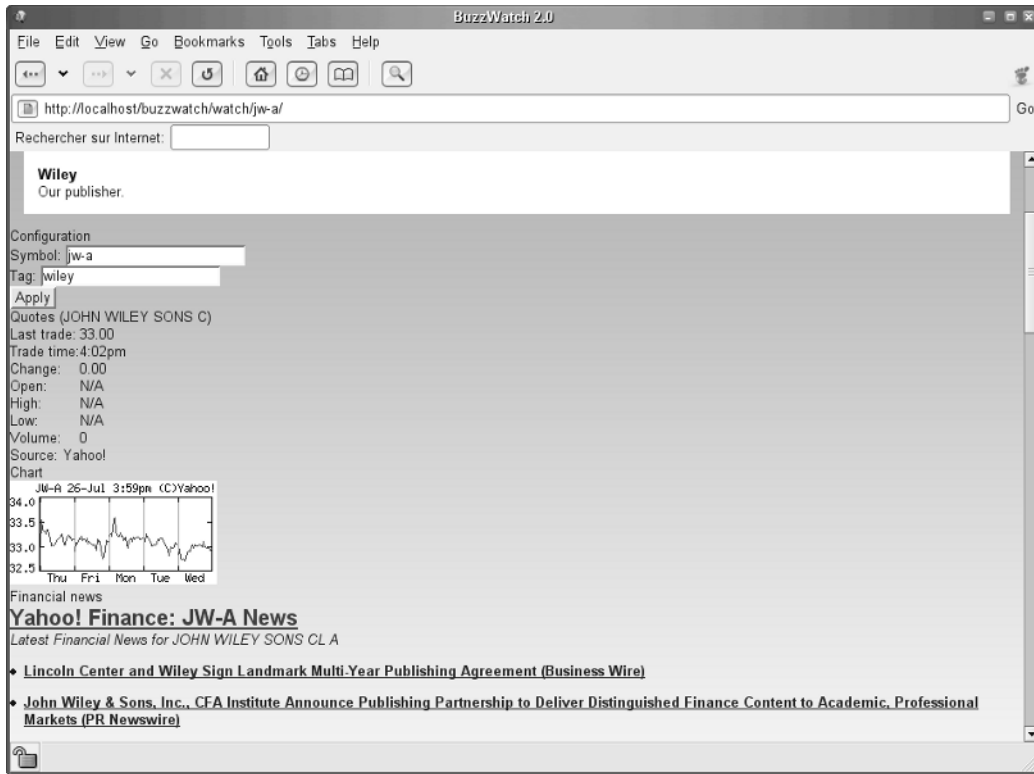 BuzzWatch 2.0
File Edit View Go Bookmarks Tools Tabs Help
http://localhost/buzzwatch/watch/jw-a/ Go
Rechercher sur Internet:
Wiley
Our publisher.
Configuration
Symbol: jw-a
Tag: wiley
Apply
Quotes (JOHN WILEY SONS C)
Last trade: 33.00
Trade time:4:02pm
Change: 0.00
Open: N/A
High: N/A
Low: N/A
Volume: 0
Source: Yahoo!
Chart
JW-A 26-Jul 3:59pm (C)Yahoo!
34.0
33.5
33.0
32.5
Thu Fri Mon Tue Wed
Financial news
Yahoo! Finance: JW-A News
Latest Financial News for JOHN WILEY SONS CL A
Lincoln Center and Wiley Sign Landmark Multi-Year Publishing Agreement (Business Wire)
John Wiley & Sons, Inc., CFA Institute Announce Publishing Partnership to Deliver Distinguished Finance Content to Academic, Professional
Markets (PR Newswire)